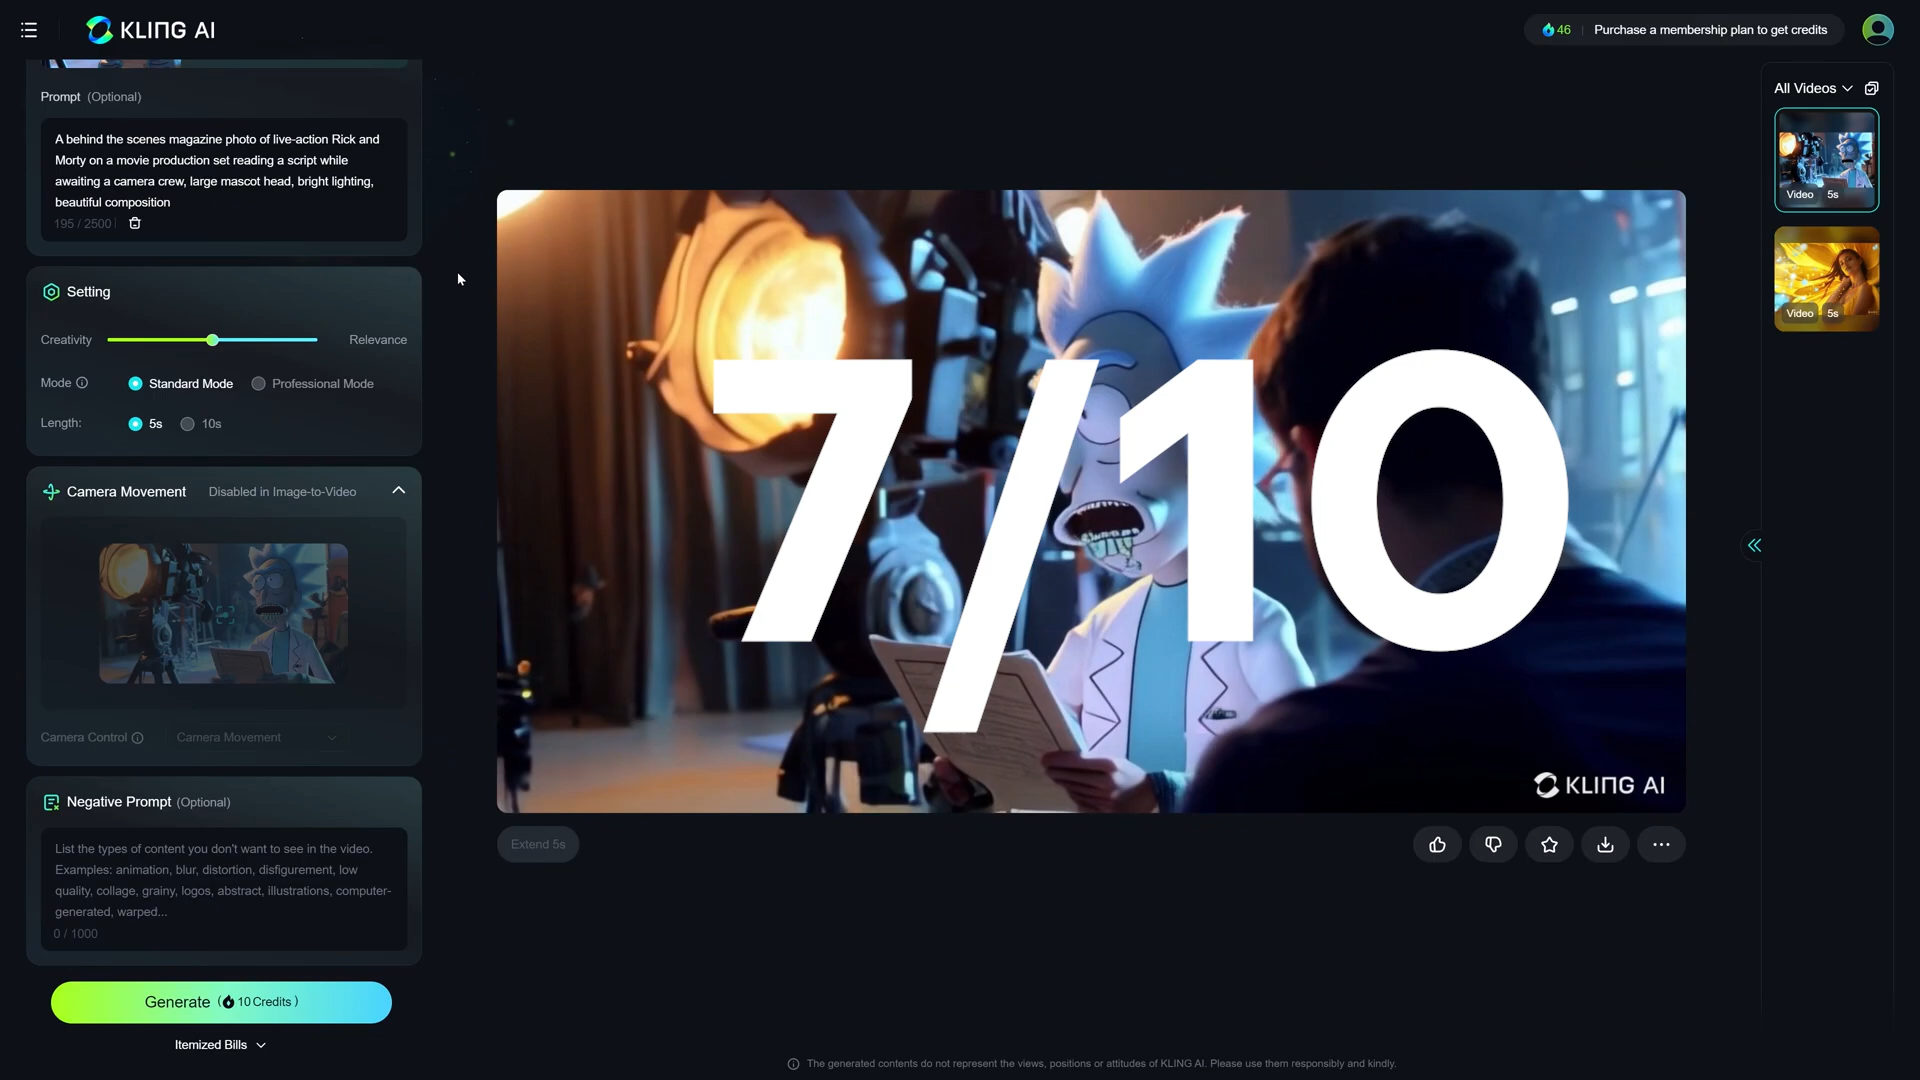 KLING AI
46
Purchase a membership plan to get credits
Prompt (Optional)
A behind the scenes magazine photo of live-action Rick and
Morty on a movie production set reading a script while
awaiting a camera crew, large mascot head, bright lighting,
beautiful composition
195 / 2500
Setting
Creativity
Relevance
Mode
Standard Mode
Professional Mode
Length:
5s
10s
Camera Movement
Disabled in Image-to-Video
Camera Control
Camera Movement
Negative Prompt (Optional)
List the types of content you don't want to see in the video.
Examples: animation, blur, distortion, disfigurement, low
quality, collage, grainy, logos, abstract, illustrations, computer-
generated, warped...
0 / 1000
Generate ( 10 Credits )
Itemized Bills
7/10
KLING AI
Extend 5s
All Videos
Video 5s
Video 5s
The generated contents do not represent the views, positions or attitudes of KLING AI. Please use them responsibly and kindly.